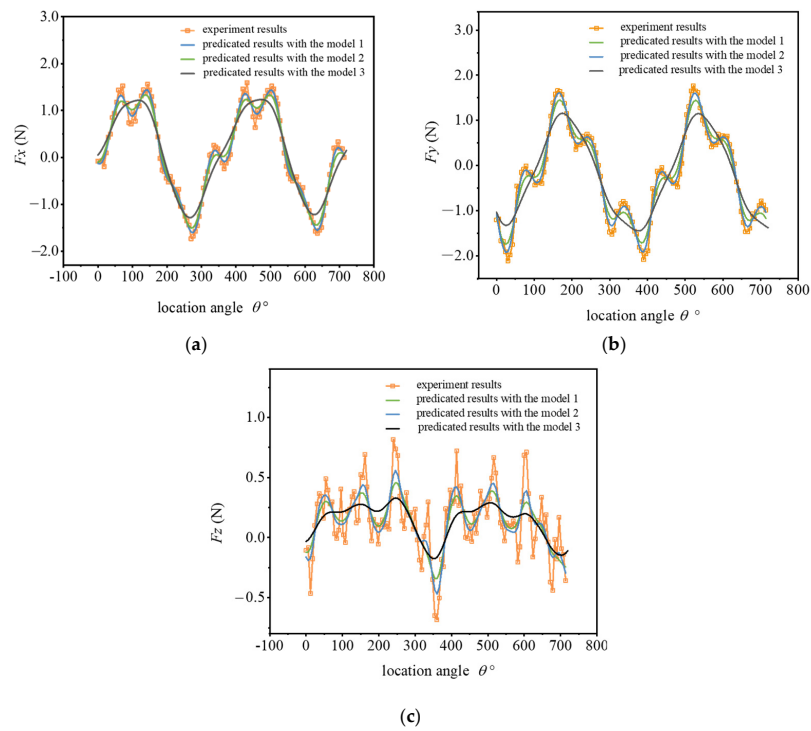 3.0
2.0
1.0
0.0
−1.0
−2.0
Fx (N)
experiment results
predicated results with the model 1
predicated results with the model 2
predicated results with the model 3
-100 0 100 200 300 400 500 600 700 800
location angle θ°
(a)
3.0
2.0
1.0
0.0
−1.0
−2.0
Fy (N)
experiment results
predicated results with the model 1
predicated results with the model 2
predicated results with the model 3
0 100 200 300 400 500 600 700 800
location angle θ°
(b)
1.0
0.5
0.0
−0.5
Fz (N)
experiment results
predicated results with the model 1
predicated results with the model 2
predicated results with the model 3
-100 0 100 200 300 400 500 600 700 800
location angle θ°
(c)